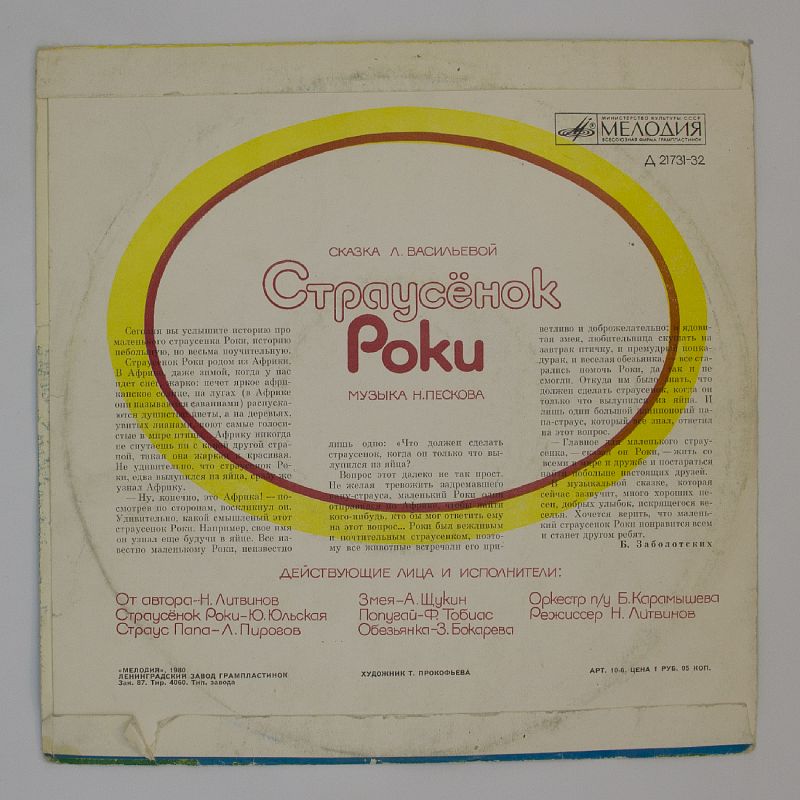 МИНИСТЕРСТВО КУЛЬТУРЫ СССР
МЕЛОДИЯ
ВСЕСОЮЗНАЯ ФИРМА ГРАМПЛАСТИНОК
Д 21731-32
СКАЗКА Л. ВАСИЛЬЕВОЙ
Страусёнок
Роки
МУЗЫКА Н. ПЕСКОВА
Сегодня вы услышите историю про
маленького страусенка Роки, историю
небольшую, но весьма поучительную.
Страусенок Роки родом из Африки.
В Африке, даже зимой, когда у нас
идет снег, жарко: печет яркое афри-
канское солнце, на лугах (а в Африке
они называются саваннами) распуска-
ются душистые цветы, а на деревьях,
увитых лианами, поют самые голоси-
стые в мире птицы. Африку никогда
не спутаешь ни с какой другой стра-
ной, такая она жаркая и красивая.
Не удивительно, что страусенок Ро-
ки, едва вылупился из яйца, сразу же
узнал Африку.
— Ну, конечно, это Африка! — по-
смотрев по сторонам, воскликнул он.
Удивительно, какой смышленый этот
страусенок Роки. Например, свое имя
он узнал еще будучи в яйце. Все из-
вестно маленькому Роки, неизвестно
лишь одно: «Что должен сделать
страусенок, когда он только что вы-
лупился из яйца?
Вопрос этот далеко не так прост.
Не желая тревожить задремавшего
папу-страуса, маленький Роки один
отправился по Африке, чтобы найти
кого-нибудь, кто бы мог ответить ему
на этот вопрос... Роки был вежливым
и почтительным страусенком, поэто-
му все животные встречали его при-
ветливо и доброжелательно: и ядови-
тая змея, любительница скушать на
завтрак птичку, и премудрый попка-
дурак, и веселая обезьянка, — все ста-
рались помочь Роки, да так и не
смогли. Откуда им было знать, что
должен сделать страусенок, когда он
только что вылупился из яйца. И
лишь один большой длинноногий па-
па-страус, который все знал, ответил
на этот вопрос.
— Главное для маленького страу-
сенка, — сказал он Роки, — жить со
всеми в мире и дружбе и постараться
найти побольше настоящих друзей.
В музыкальной сказке, которая
сейчас зазвучит, много хороших пе-
сен, добрых улыбок, искрящегося ве-
селья. Хочется верить, что малень-
кий страусенок Роки понравится всем
и станет другом ребят.
Б. Заболотских
ДЕЙСТВУЮЩИЕ ЛИЦА И ИСПОЛНИТЕЛИ:
От автора-Н. Литвинов
Страусёнок Роки-Ю. Юльская
Страус Папа-Л. Пирогов
Змея-А. Щукин
Попугай-Ф. Тобиас
Обезьянка-З. Бокарева
Оркестр п/у Б. Карамышева
Режиссер Н. Литвинов
«МЕЛОДИЯ», 1980
ЛЕНИНГРАДСКИЙ ЗАВОД ГРАМПЛАСТИНОК
Зак. 87. Тир. 4060. Тип. завода
ХУДОЖНИК Т. ПРОКОФЬЕВА
АРТ. 10-6. ЦЕНА 1 РУБ. 05 КОП.